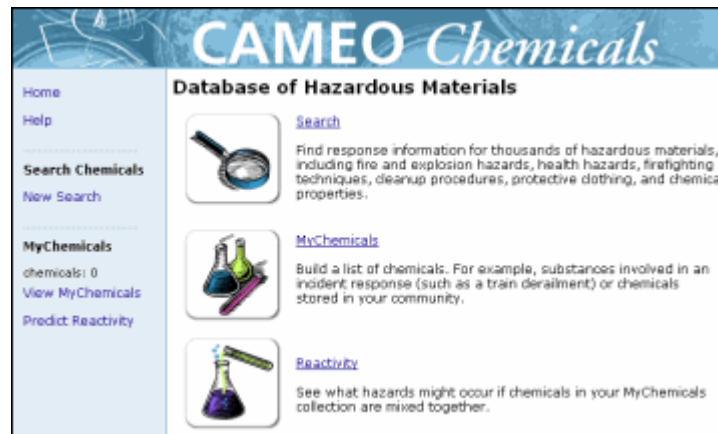 CAMEO Chemicals
Home
Help
Search Chemicals
New Search
MyChemicals
chemicals: 0
View MyChemicals
Predict Reactivity
Database of Hazardous Materials
Search
Find response information for thousands of hazardous materials,
including fire and explosion hazards, health hazards, firefighting
techniques, cleanup procedures, protective clothing, and chemica
properties.
MyChemicals
Build a list of chemicals. For example, substances involved in an
incident response (such as a train derailment) or chemicals
stored in your community.
Reactivity
See what hazards might occur if chemicals in your MyChemicals
collection are mixed together.